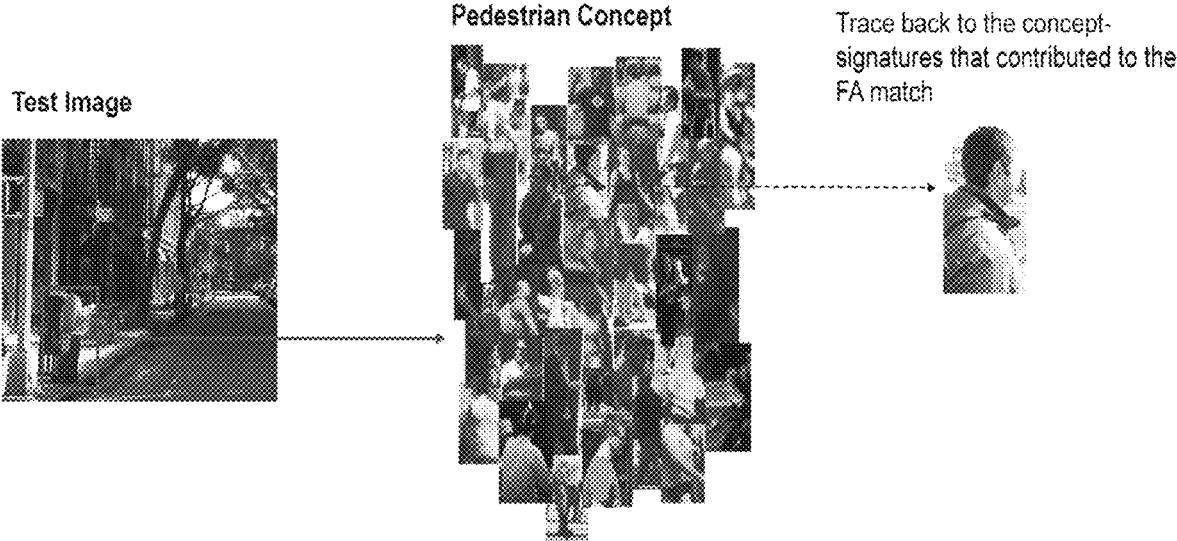 Pedestrian Concept
Trace back to the concept-
signatures that contributed to the
FA match
Test Image